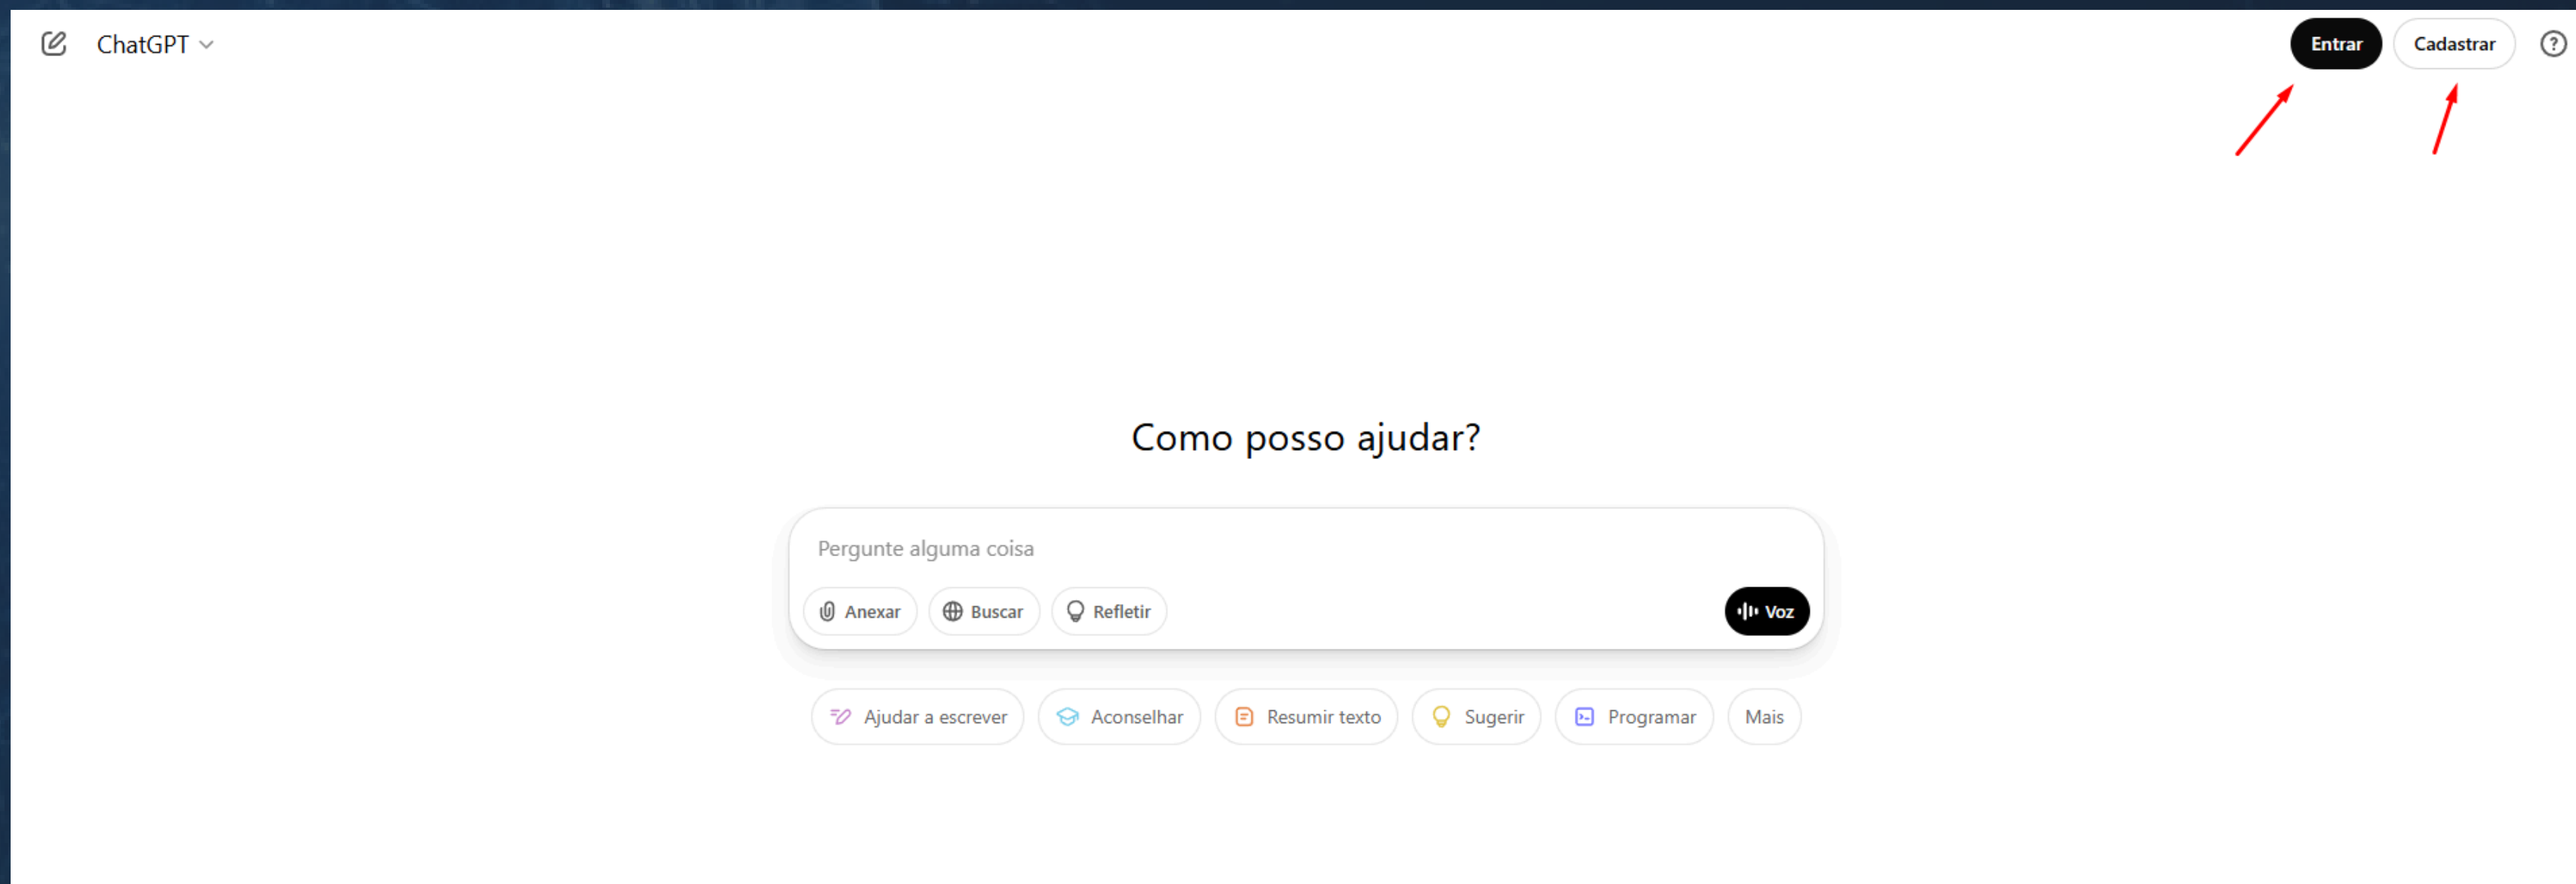 ChatGPT
Entrar
Cadastrar
Como posso ajudar?
Pergunte alguma coisa
Anexar
Buscar
Refletir
Voz
Ajudar a escrever
Aconselhar
Resumir texto
Sugerir
Programar
Mais